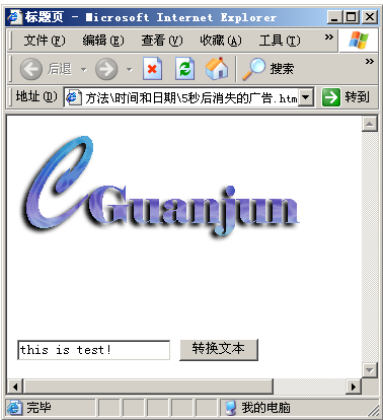 标题页 - Microsoft Internet Explorer
文件(F) 编辑(E) 查看(V) 收藏(A) 工具(T) »
后退 搜索 »
地址(D) 方法\时间和日期\5秒后消失的广告.htm 转到
CGuanjun
this is test! 转换文本
完毕 我的电脑